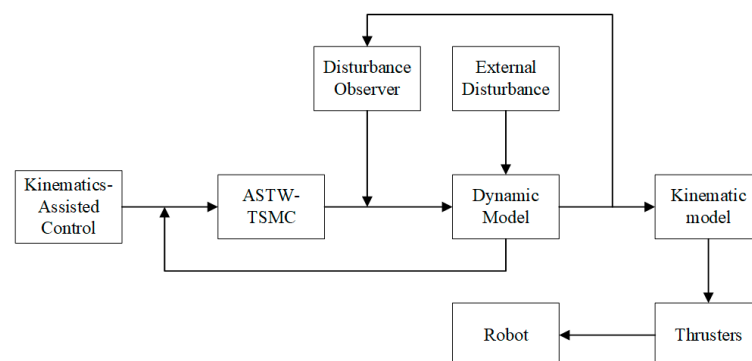 Disturbance
Observer
External
Disturbance
Kinematics-
Assisted
Control
ASTW-
TSMC
Dynamic
Model
Kinematic
model
Robot
Thrusters